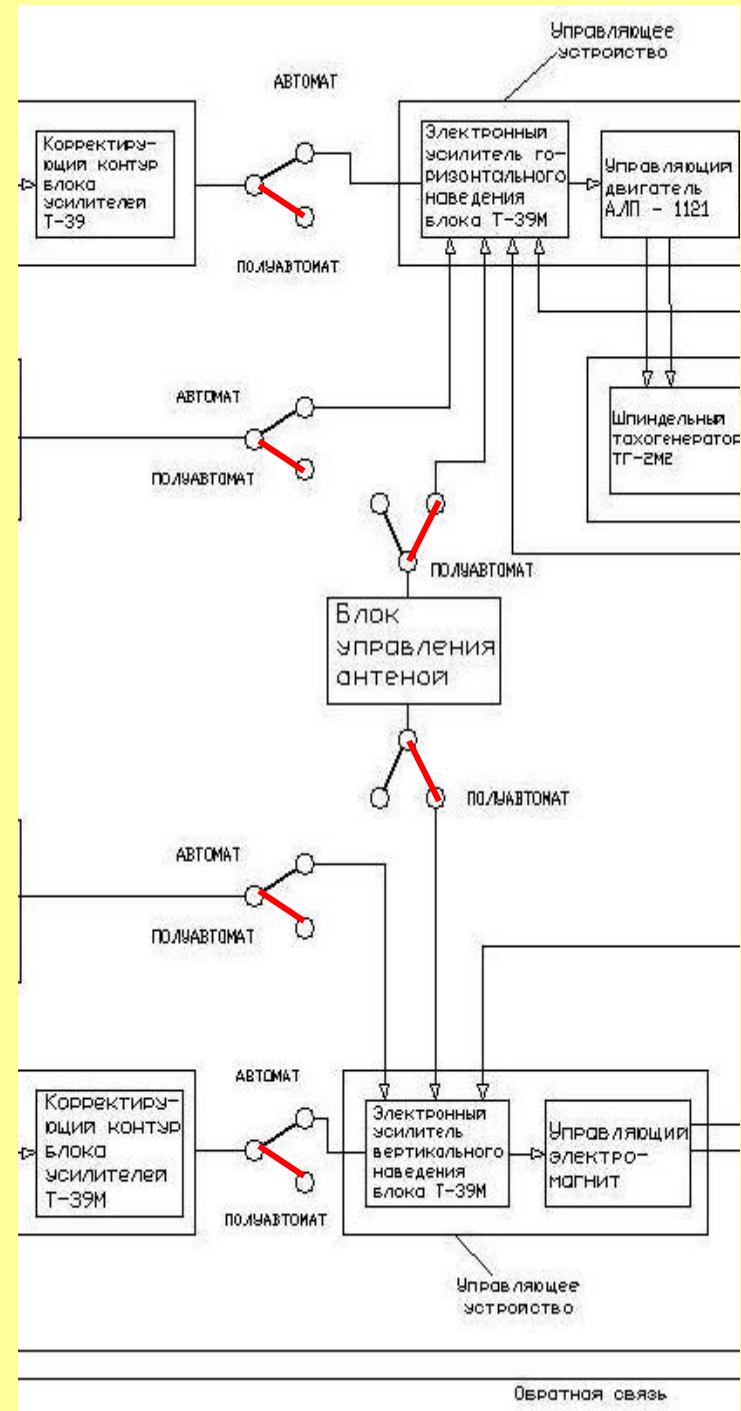 Управляющее
устройство
АВТОМАТ
Корректиру-
ющий контур
блока
усилителей
Т-39
Электронный
усилитель го-
ризонтального
наведения
блока Т-39М
Управляющий
двигатель
АЛП - 1121
ПОЛУАВТОМАТ
АВТОМАТ
ПОЛУАВТОМАТ
Шпиндельный
тахогенератор
ТГ-2М2
ПОЛУАВТОМАТ
Блок
управления
антеной
ПОЛУАВТОМАТ
АВТОМАТ
ПОЛУАВТОМАТ
АВТОМАТ
Корректиру-
ющий контур
блока
усилителей
Т-39М
Электронный
усилитель
вертикального
наведения
блока Т-39М
Управляющий
электро-
магнит
ПОЛУАВТОМАТ
Управляющее
устройство
Обратная связь